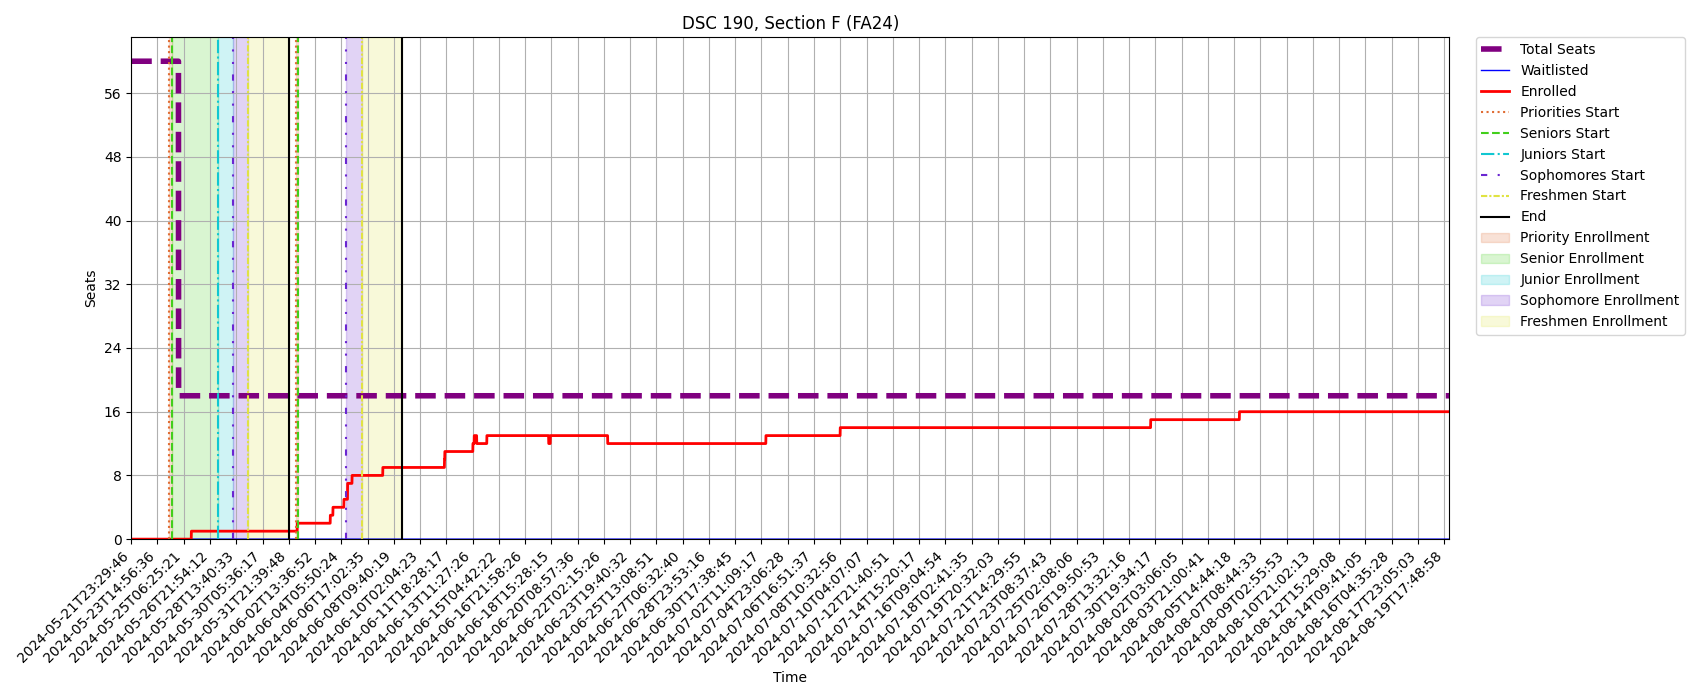 DSC 190, Section F (FA24)
Seats
56
48
40
32
24
16
8
0
2024-05-21T23:29:46
2024-05-23T14:56:36
2024-05-25T06:25:21
2024-05-26T21:54:12
2024-05-28T13:40:33
2024-05-30T05:36:17
2024-05-31T21:39:48
2024-06-02T13:36:52
2024-06-04T05:50:24
2024-06-06T17:02:35
2024-06-08T09:40:19
2024-06-10T02:04:23
2024-06-11T18:28:17
2024-06-13T11:27:26
2024-06-15T04:42:22
2024-06-16T21:58:26
2024-06-18T15:28:15
2024-06-20T08:57:36
2024-06-22T02:15:26
2024-06-23T19:40:32
2024-06-25T13:08:51
2024-06-27T06:32:40
2024-06-28T23:53:16
2024-06-30T17:38:45
2024-07-02T11:09:17
2024-07-04T23:06:28
2024-07-06T16:51:37
2024-07-08T10:32:56
2024-07-10T04:07:07
2024-07-12T21:40:51
2024-07-14T15:20:17
2024-07-16T09:04:54
2024-07-18T02:41:35
2024-07-19T20:32:03
2024-07-21T14:29:55
2024-07-23T08:37:43
2024-07-25T02:08:06
2024-07-26T19:50:53
2024-07-28T13:32:16
2024-07-30T19:34:17
2024-08-02T03:06:05
2024-08-03T21:00:41
2024-08-05T14:44:18
2024-08-07T08:44:33
2024-08-09T02:55:53
2024-08-10T21:02:13
2024-08-12T15:29:08
2024-08-14T09:41:05
2024-08-16T04:35:28
2024-08-17T23:05:03
2024-08-19T17:48:58
Time
Total Seats
Waitlisted
Enrolled
Priorities Start
Seniors Start
Juniors Start
Sophomores Start
Freshmen Start
End
Priority Enrollment
Senior Enrollment
Junior Enrollment
Sophomore Enrollment
Freshmen Enrollment